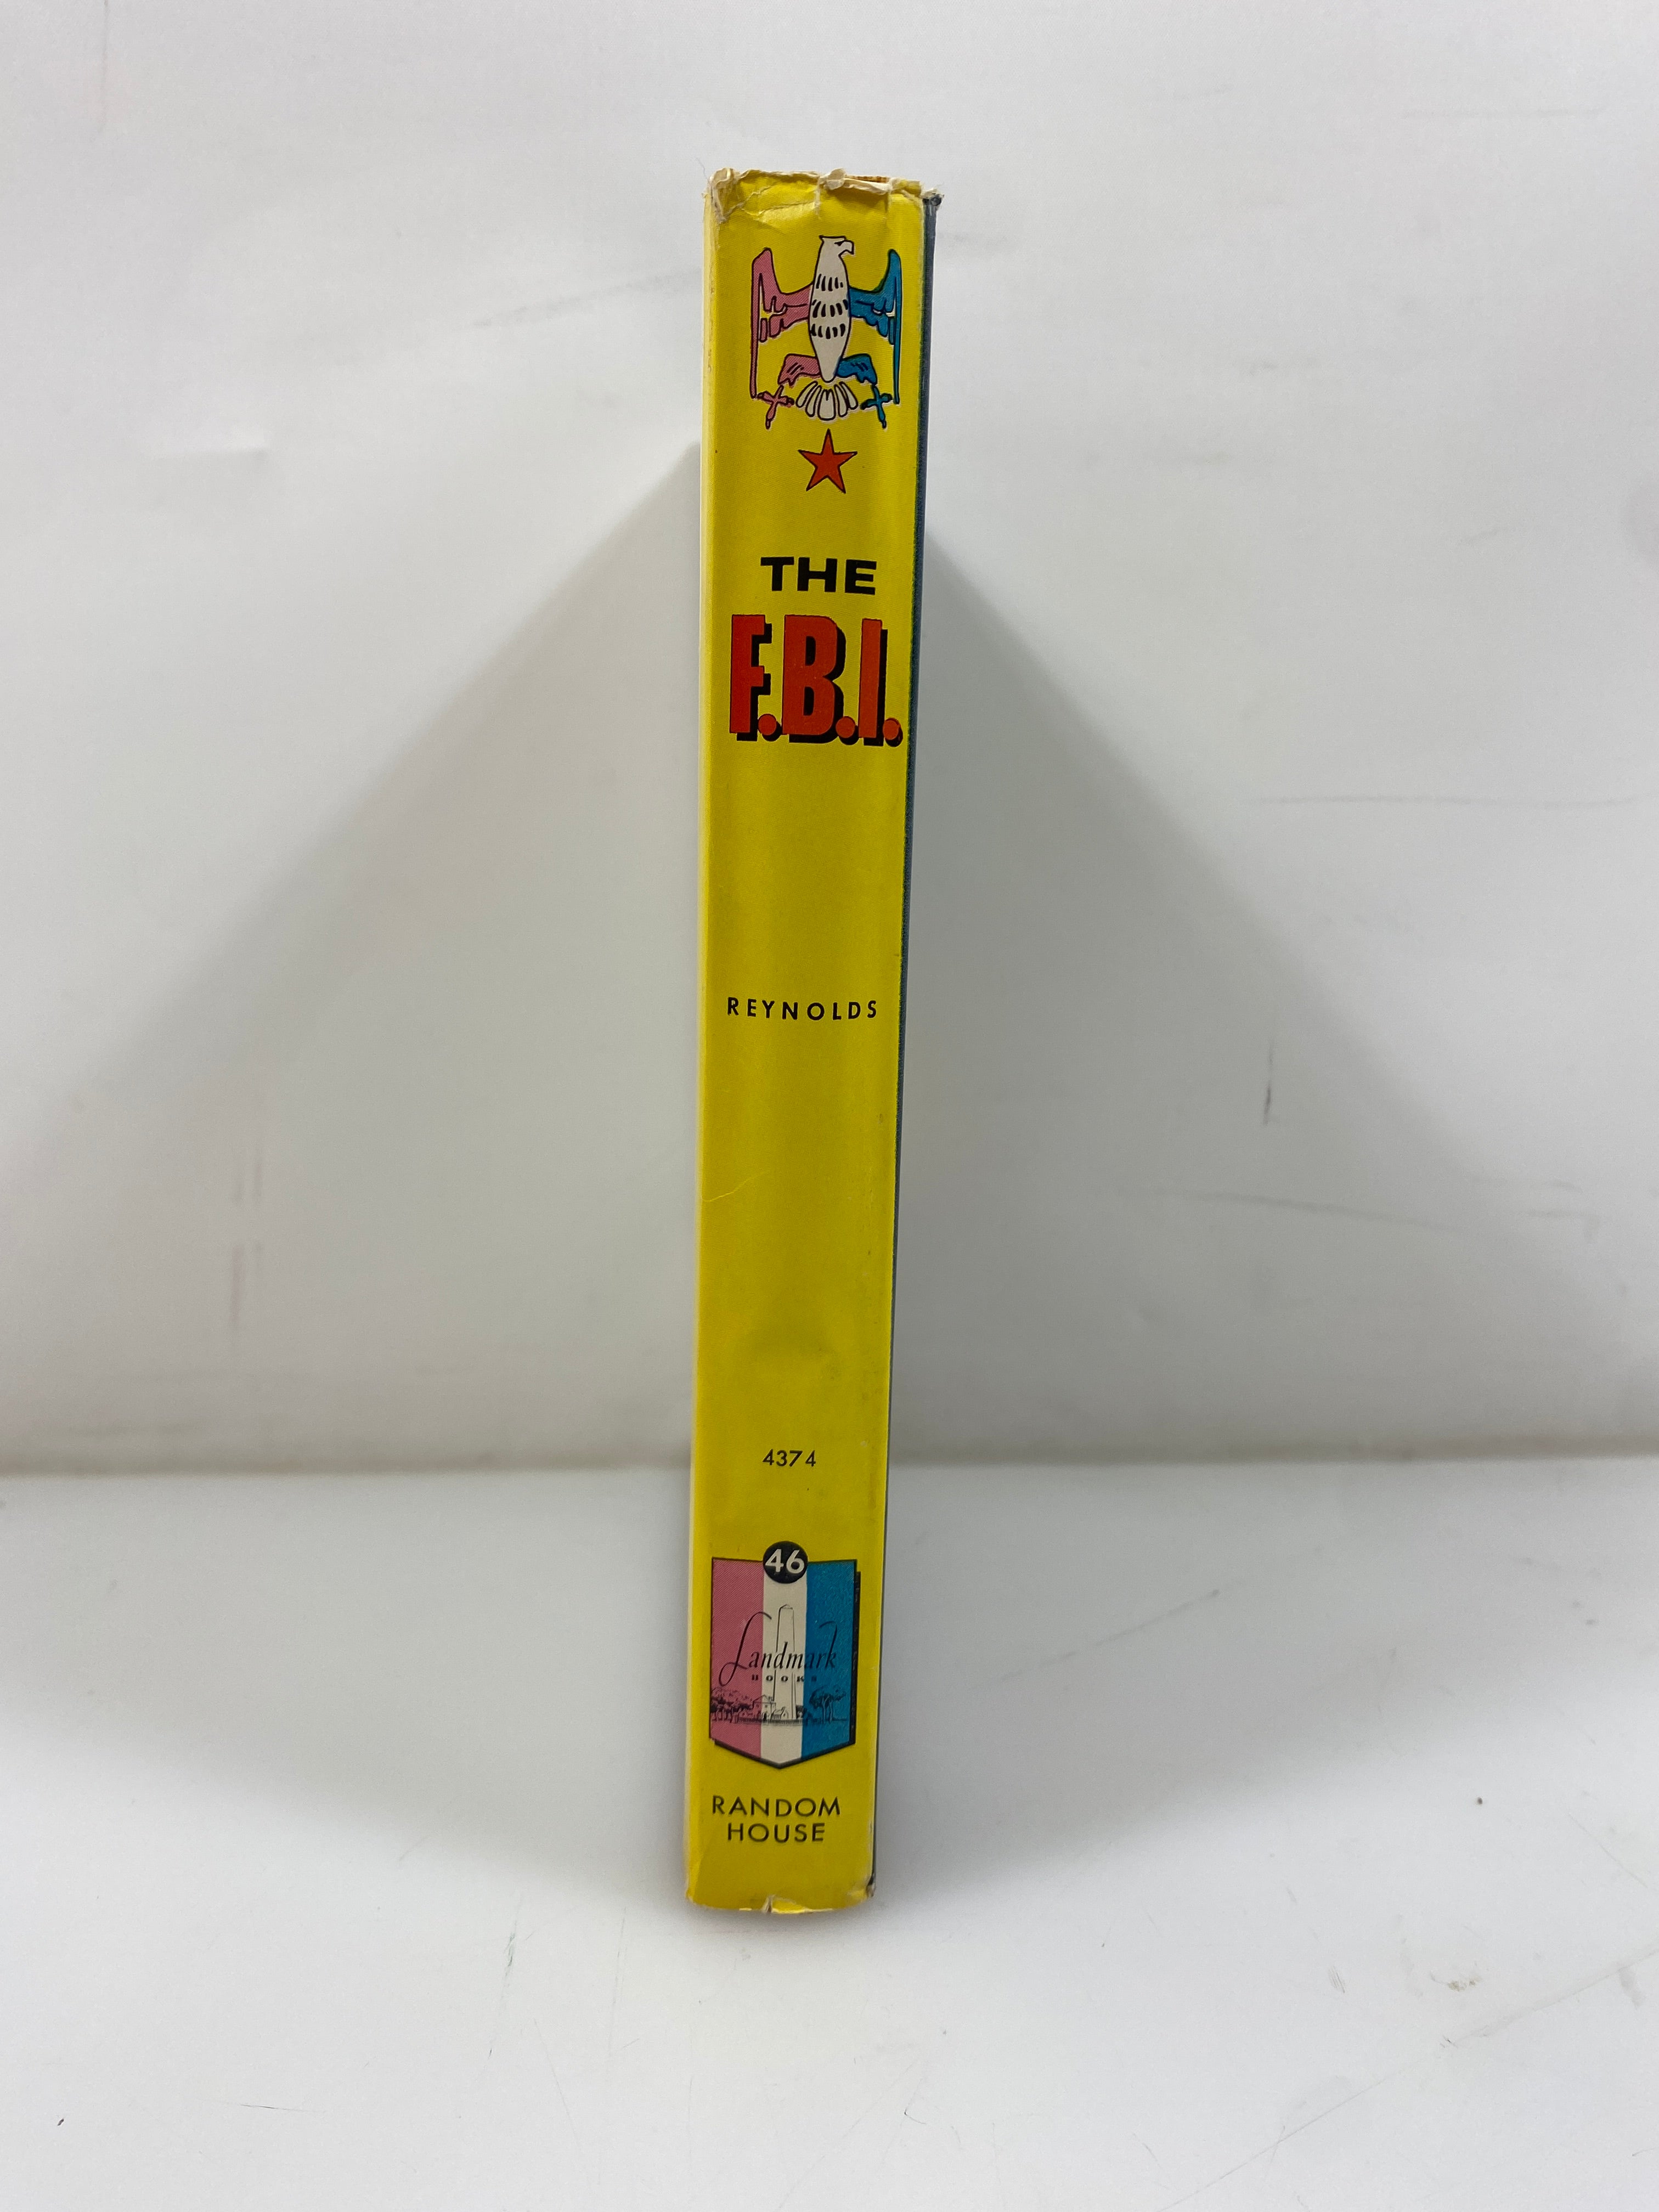 THE
F.B.I.
REYNOLDS
4374
46
Landmark
BOOKS
RANDOM
HOUSE